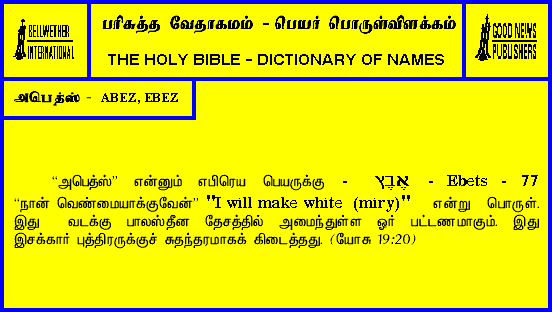 BELLWETHER
INTERNATIONAL
பரிசுத்த வேதாகமம் - பெயர் பொருள்விளக்கம்
THE HOLY BIBLE - DICTIONARY OF NAMES
GOOD NEWS
PUBLISHERS
அபெத்ஸ் - ABEZ, EBEZ
“அபெத்ஸ்” என்னும் எபிரெய பெயருக்கு - אֶבֶץ - Ebets - 77
“நான் வெண்மையாக்குவேன்” "I will make white (miry)" என்று பொருள்.
இது வடக்கு பாலஸ்தீன தேசத்தில் அமைந்துள்ள ஓர் பட்டணமாகும். இது
இசக்கார் புத்திரருக்குச் சுதந்தரமாகக் கிடைத்தது. (யோசு 19:20)